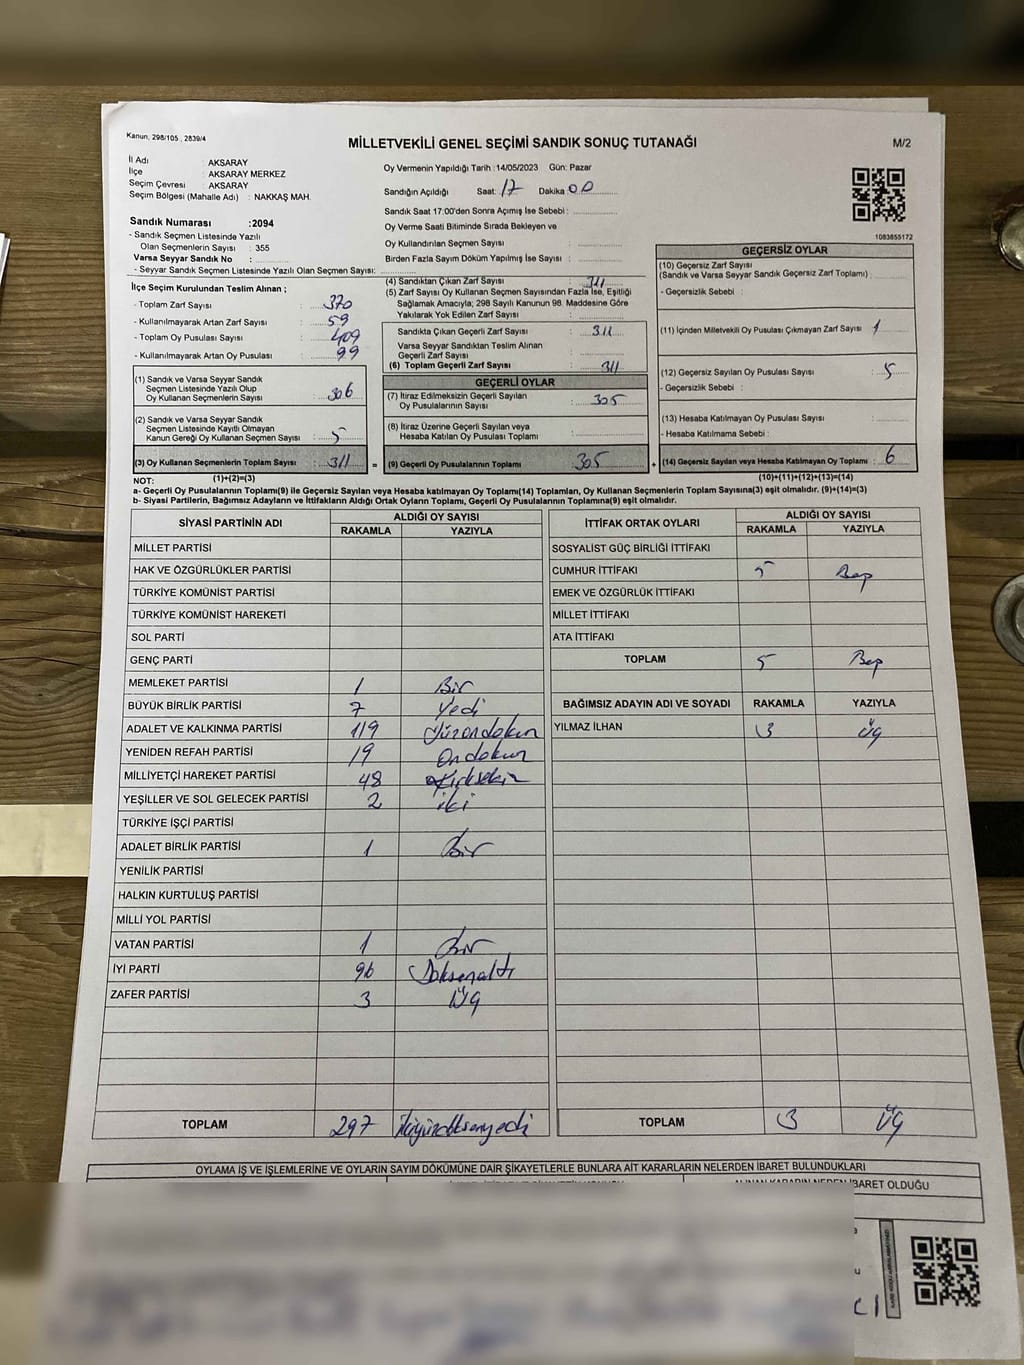 Kanun, 298/105 , 2839/4
MİLLETVEKİLİ GENEL SEÇİMİ SANDIK SONUÇ TUTANAĞI
M/2
İl Adı : AKSARAY
İlçe : AKSARAY MERKEZ
Seçim Çevresi : AKSARAY
Seçim Bölgesi (Mahalle Adı) : NAKKAŞ MAH.
Sandık Numarası :2094
- Sandık Seçmen Listesinde Yazılı
Olan Seçmenlerin Sayısı : 355
Varsa Seyyar Sandık No :
- Seyyar Sandık Seçmen Listesinde Yazılı Olan Seçmen Sayısı:
Oy Vermenin Yapıldığı Tarih :14/05/2023 Gün: Pazar
Sandığın Açıldığı Saat: 17 Dakika 00
Sandık Saat 17:00'den Sonra Açılmış İse Sebebi :
Oy Verme Saati Bitiminde Sırada Bekleyen ve
Oy Kullandırılan Seçmen Sayısı :
Birden Fazla Sayım Döküm Yapılmış İse Sayısı :
1083855172
İlçe Seçim Kurulundan Teslim Alınan ;
- Toplam Zarf Sayısı : 370
- Kullanılmayarak Artan Zarf Sayısı : 59
- Toplam Oy Pusulası : 409
- Kullanılmayarak Artan Oy Pusulası : 99
(1) Sandık ve Varsa Seyyar Sandık
Seçmen Listesinde Yazılı Olup
Oy Kullanan Seçmenlerin Sayısı : 306
(2) Sandık ve Varsa Seyyar Sandık
Seçmen Listesinde Kayıtlı Olmayan
Kanun Gereği Oy Kullanan Seçmen Sayısı : 5
(3) Oy Kullanan Seçmenlerin Toplam Sayısı : 311 =
(4) Sandıktan Çıkan Zarf Sayısı : 311
(5) Zarf Sayısı Oy Kullanan Seçmen Sayısından Fazla İse, Eşitliği
Sağlamak Amacıyla; 298 Sayılı Kanunun 98. Maddesine Göre
Yakılarak Yok Edilen Zarf Sayısı :
Sandıkta Çıkan Geçerli Zarf Sayısı : 311
Varsa Seyyar Sandıktan Teslim Alınan
Geçerli Zarf Sayısı :
(6) Toplam Geçerli Zarf Sayısı : 311
GEÇERLİ OYLAR
(7) İtiraz Edilmeksizin Geçerli Sayılan
Oy Pusulalarının Sayısı : 305
(8) İtiraz Üzerine Geçerli Sayılan veya
Hesaba Katılan Oy Pusulası Toplamı :
(9) Geçerli Oy Pusulalarının Toplamı : 305 +
GEÇERSİZ OYLAR
(10) Geçersiz Zarf Sayısı
(Sandık ve Varsa Seyyar Sandık Geçersiz Zarf Toplamı) :
- Geçersizlik Sebebi :
(11) İçinden Milletvekili Oy Pusulası Çıkmayan Zarf Sayısı : 1
(12) Geçersiz Sayılan Oy Pusulası Sayısı : 5
- Geçersizlik Sebebi :
(13) Hesaba Katılmayan Oy Pusulası Sayısı :
- Hesaba Katılmama Sebebi :
(14) Geçersiz Sayılan veya Hesaba Katılmayan Oy Toplamı : 6
NOT: (1)+(2)=(3) (10)+(11)+(12)+(13)=(14)
a- Geçerli Oy Pusulalarının Toplamı(9) ile Geçersiz Sayılan veya Hesaba katılmayan Oy Toplamı(14) Toplamları, Oy Kullanan Seçmenlerin Toplam Sayısına(3) eşit olmalıdır. (9)+(14)=(3)
b- Siyasi Partilerin, Bağımsız Adayların ve İttifakların Aldığı Ortak Oyların Toplamı, Geçerli Oy Pusulalarının Toplamına(9) eşit olmalıdır.
SİYASİ PARTİNİN ADI ALDIĞI OY SAYISI
RAKAMLA YAZIYLA
MİLLET PARTİSİ
HAK VE ÖZGÜRLÜKLER PARTİSİ
TÜRKİYE KOMÜNİST PARTİSİ
TÜRKİYE KOMÜNİST HAREKETİ
SOL PARTİ
GENÇ PARTİ
MEMLEKET PARTİSİ 1 Bir
BÜYÜK BİRLİK PARTİSİ 7 Yedi
ADALET VE KALKINMA PARTİSİ 119 Yüzondokuz
YENİDEN REFAH PARTİSİ 19 Ondokuz
MİLLİYETÇİ HAREKET PARTİSİ 48 Kırksekiz
YEŞİLLER VE SOL GELECEK PARTİSİ 2 iki
TÜRKİYE İŞÇİ PARTİSİ
ADALET BİRLİK PARTİSİ 1 Bir
YENİLİK PARTİSİ
HALKIN KURTULUŞ PARTİSİ
MİLLİ YOL PARTİSİ
VATAN PARTİSİ 1 Bir
İYİ PARTİ 96 Doksanaltı
ZAFER PARTİSİ 3 Üç
TOPLAM 297 ikiyüzdoksanyedi
İTTİFAK ORTAK OYLARI ALDIĞI OY SAYISI
RAKAMLA YAZIYLA
SOSYALİST GÜÇ BİRLİĞİ İTTİFAKI
CUMHUR İTTİFAKI 5 Beş
EMEK VE ÖZGÜRLÜK İTTİFAKI
MİLLET İTTİFAKI
ATA İTTİFAKI
TOPLAM 5 Beş
BAĞIMSIZ ADAYIN ADI VE SOYADI RAKAMLA YAZIYLA
YILMAZ İLHAN 3 Üç
TOPLAM 3 Üç
OYLAMA İŞ VE İŞLEMLERİNE VE OYLARIN SAYIM DÖKÜMÜNE DAİR ŞİKAYETLERLE BUNLARA AİT KARARLARIN NELERDEN İBARET BULUNDUKLARI
ALINAN KARARIN NEDEN İBARET OLDUĞU